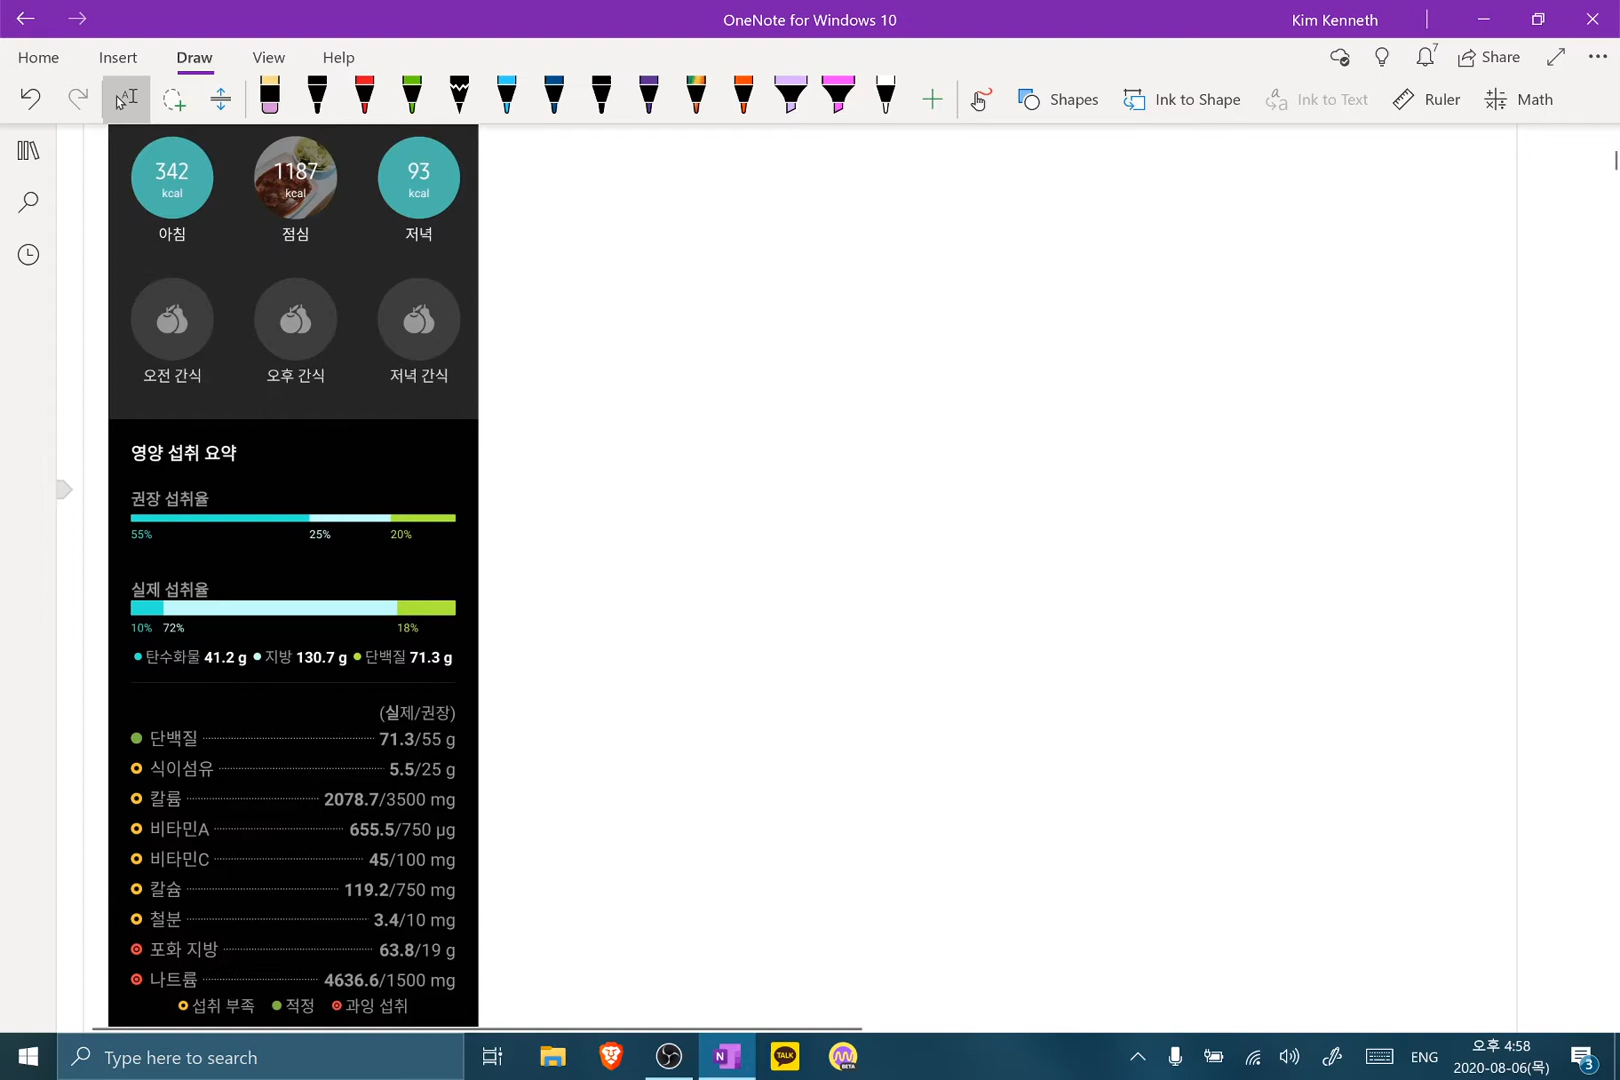 OneNote for Windows 10
Kim Kenneth
Home Insert Draw View Help
7
Share
Shapes Ink to Shape Ink to Text Ruler Math
342 1187 93
kcal kcal kcal
아침 점심 저녁
오전 간식 오후 간식 저녁 간식
영양 섭취 요약
권장 섭취율
55% 25% 20%
실제 섭취율
10% 72% 18%
탄수화물 41.2 g 지방 130.7 g 단백질 71.3 g
(실제/권장)
단백질 71.3/55 g
식이섬유 5.5/25 g
칼륨 2078.7/3500 mg
비타민A 655.5/750 µg
비타민C 45/100 mg
칼슘 119.2/750 mg
철분 3.4/10 mg
포화 지방 63.8/19 g
나트륨 4636.6/1500 mg
섭취 부족 적정 과잉 섭취
Type here to search
N
TALK
BETA
ENG
오후 4:58
2020-08-06(목)
3